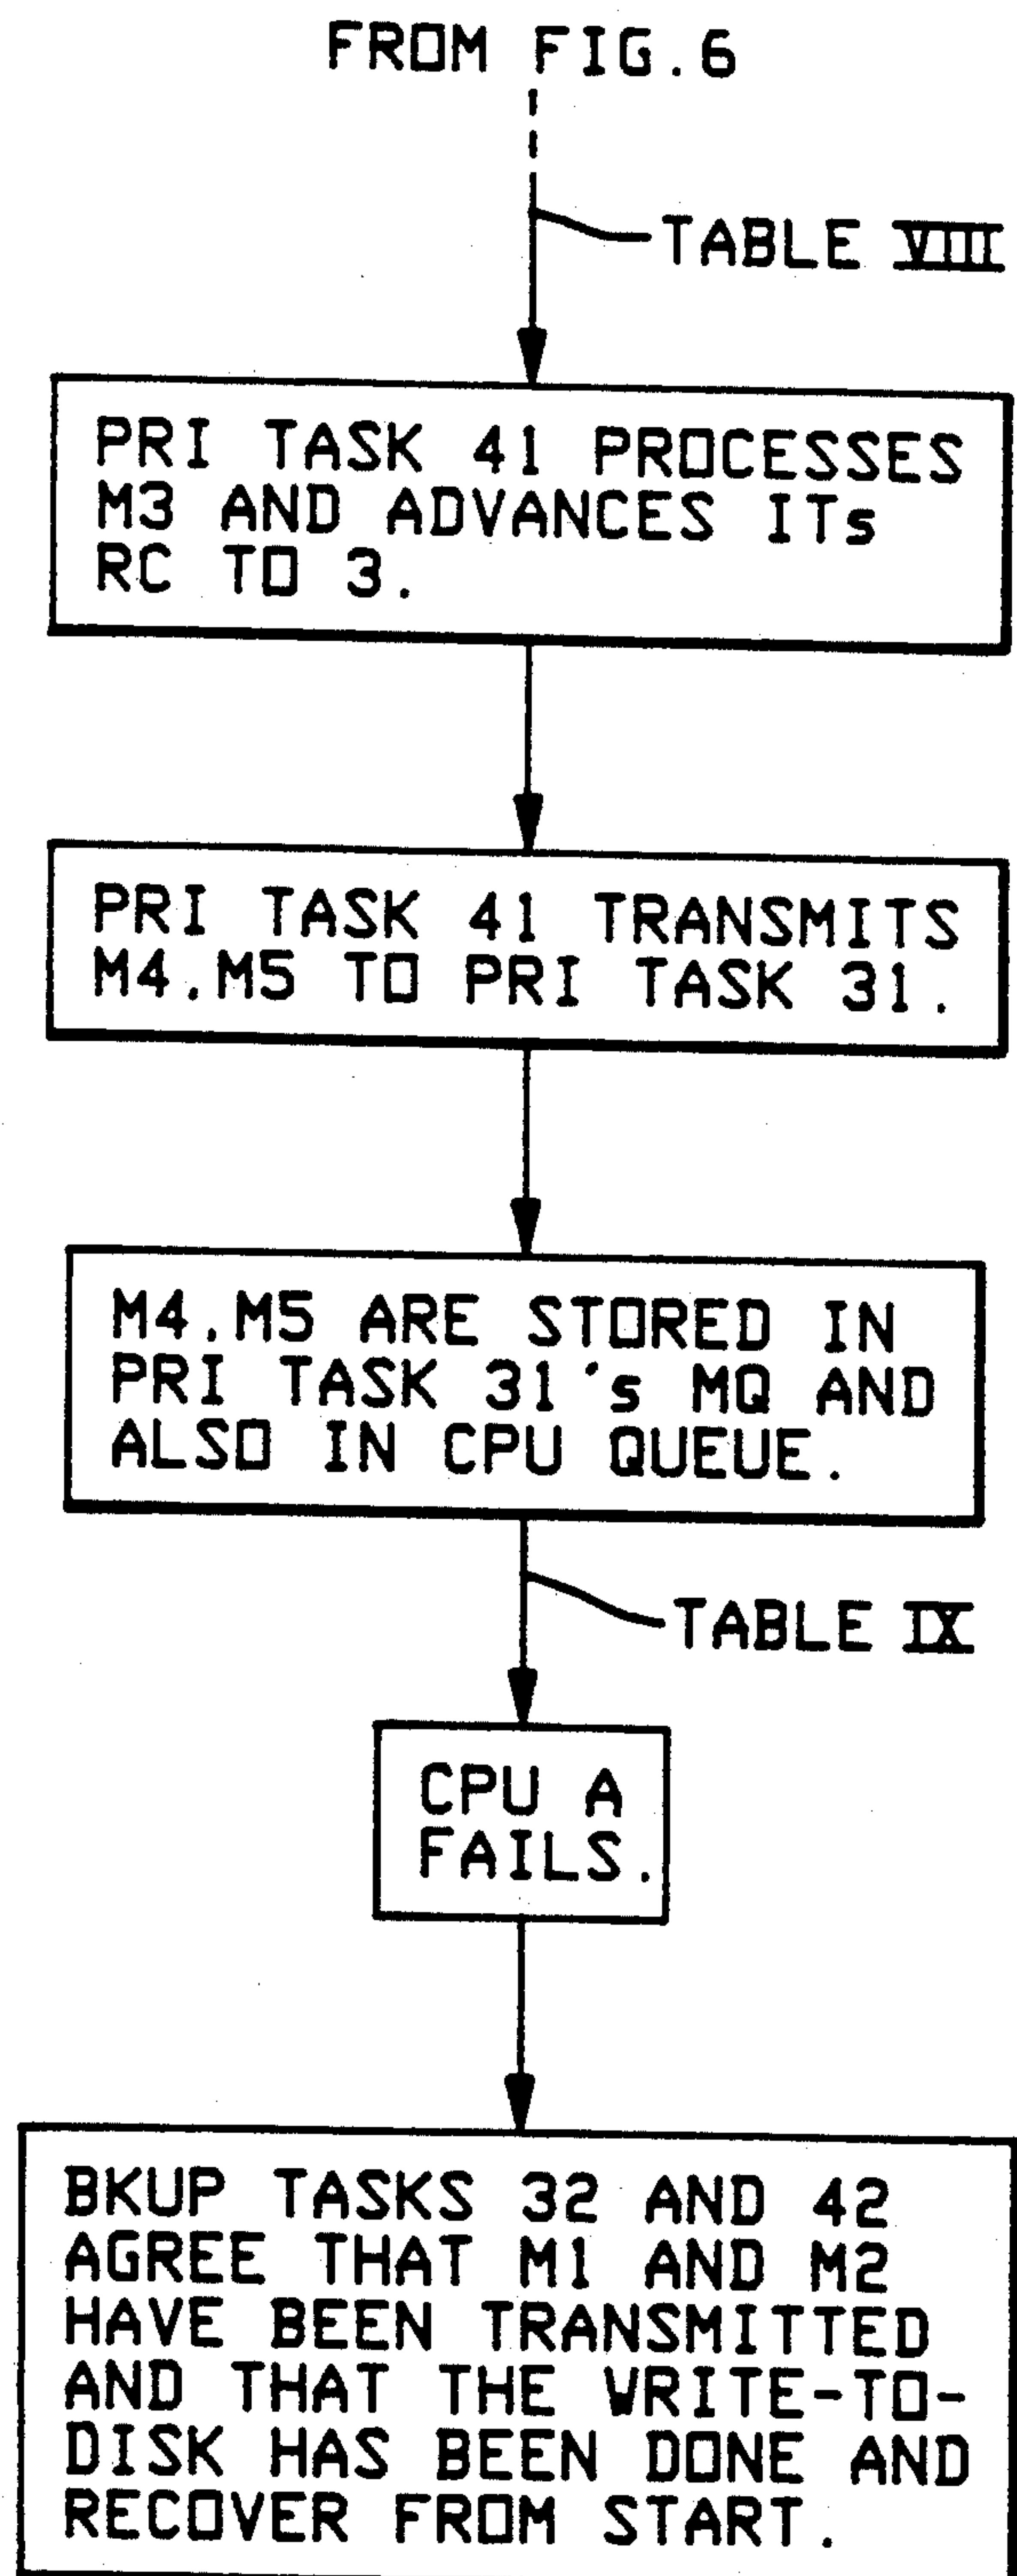 FROM FIG.6
TABLE VIII
PRI TASK 41 PROCESSES
M3 AND ADVANCES ITs
RC TO 3.
PRI TASK 41 TRANSMITS
M4,M5 TO PRI TASK 31.
M4,M5 ARE STORED IN
PRI TASK 31's MQ AND
ALSO IN CPU QUEUE.
TABLE IX
CPU A
FAILS.
BKUP TASKS 32 AND 42
AGREE THAT M1 AND M2
HAVE BEEN TRANSMITTED
AND THAT THE WRITE-TO-
DISK HAS BEEN DONE AND
RECOVER FROM START.